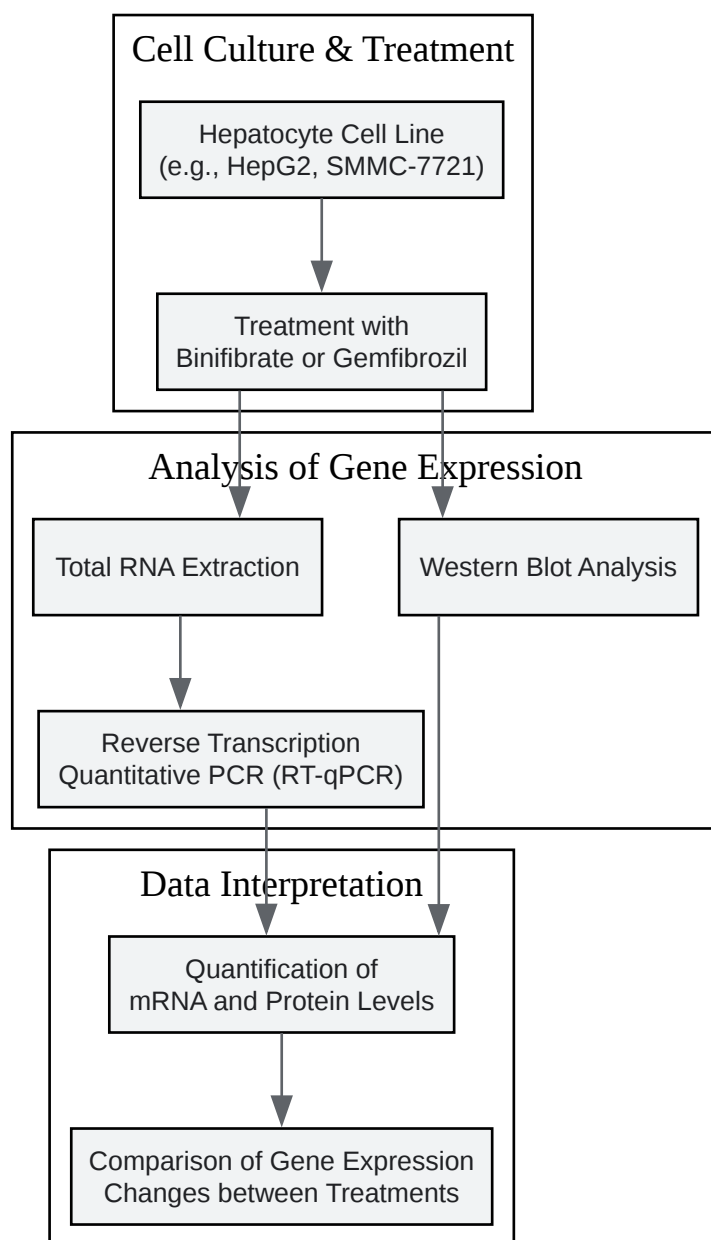 Cell Culture & Treatment
Hepatocyte Cell Line
(e.g., HepG2, SMMC-7721)
Treatment with
Binifibrate or Gemfibrozil
Analysis of Gene Expression
Total RNA Extraction
Western Blot Analysis
Reverse Transcription
Quantitative PCR (RT-qPCR)
Data Interpretation
Quantification of
mRNA and Protein Levels
Comparison of Gene Expression
Changes between Treatments